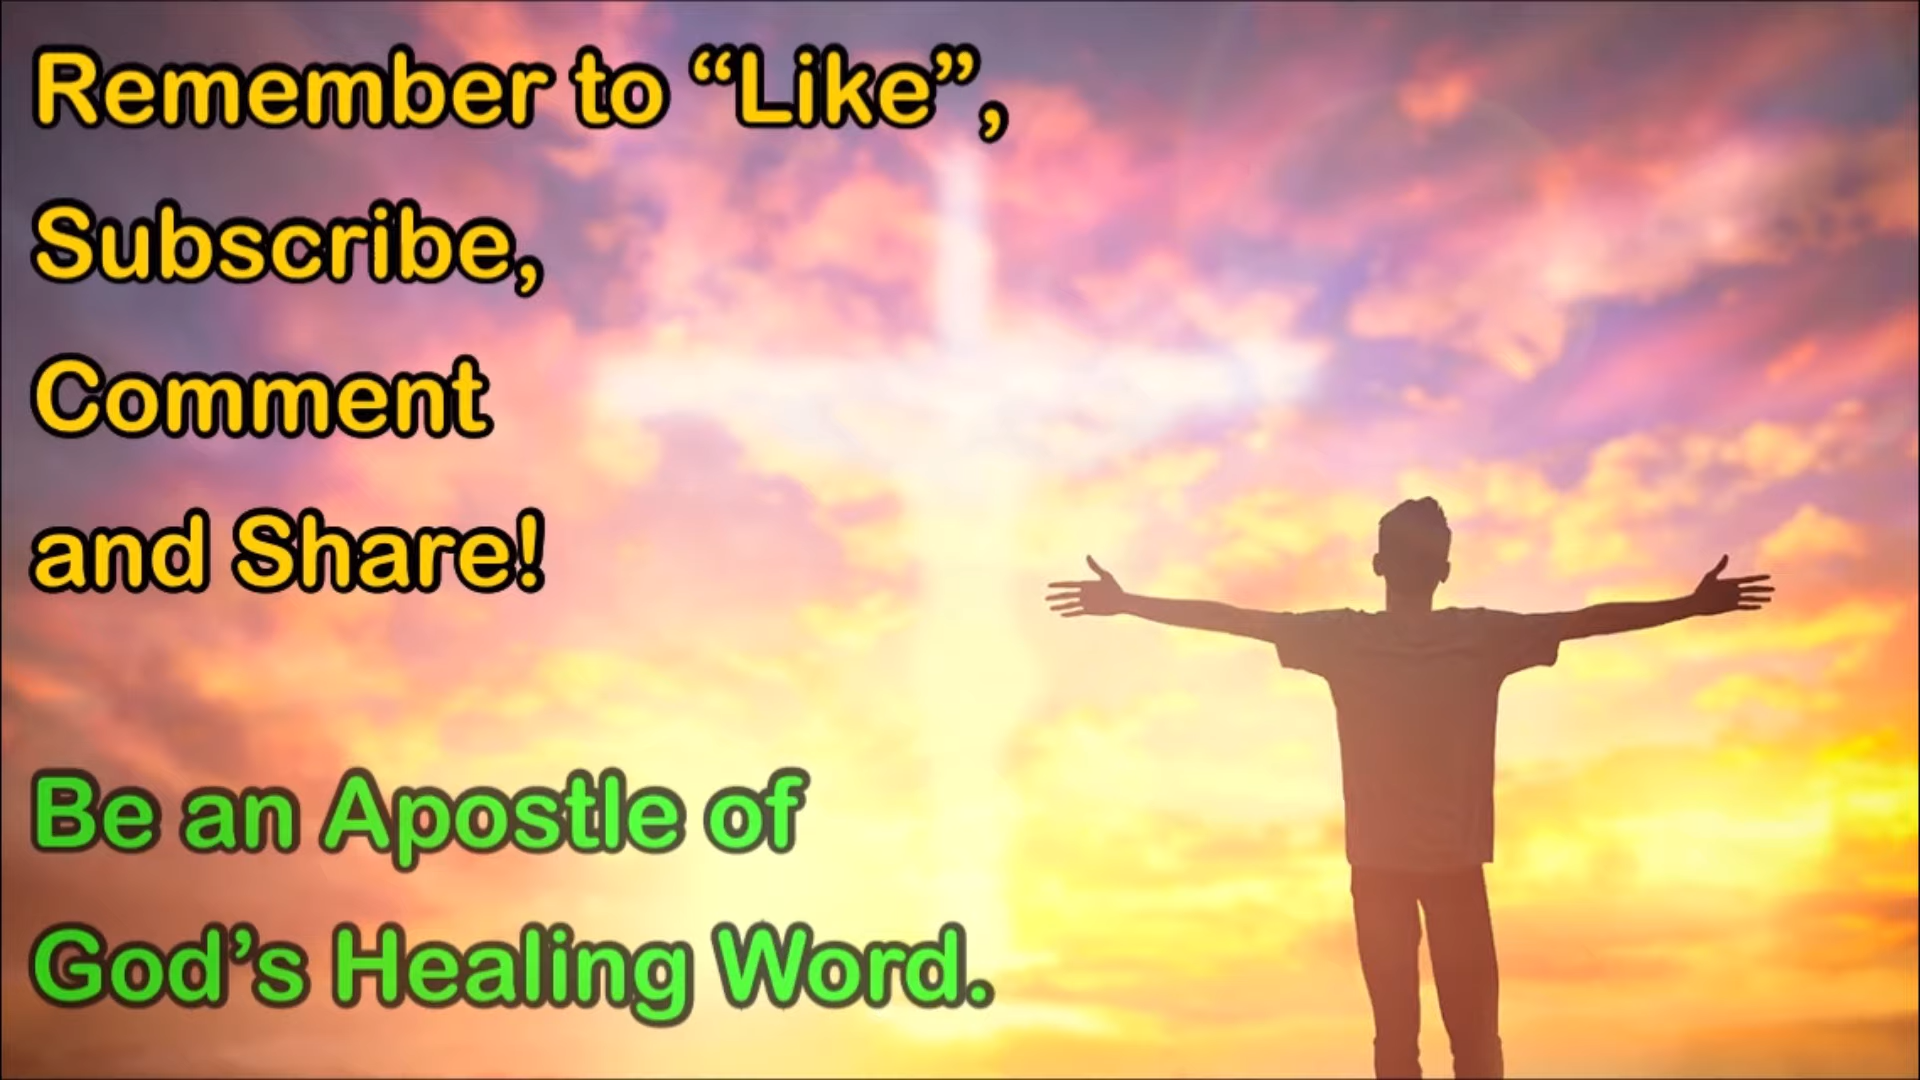 Remember to “Like”,
Subscribe,
Comment
and Share!
Be an Apostle of
God’s Healing Word.